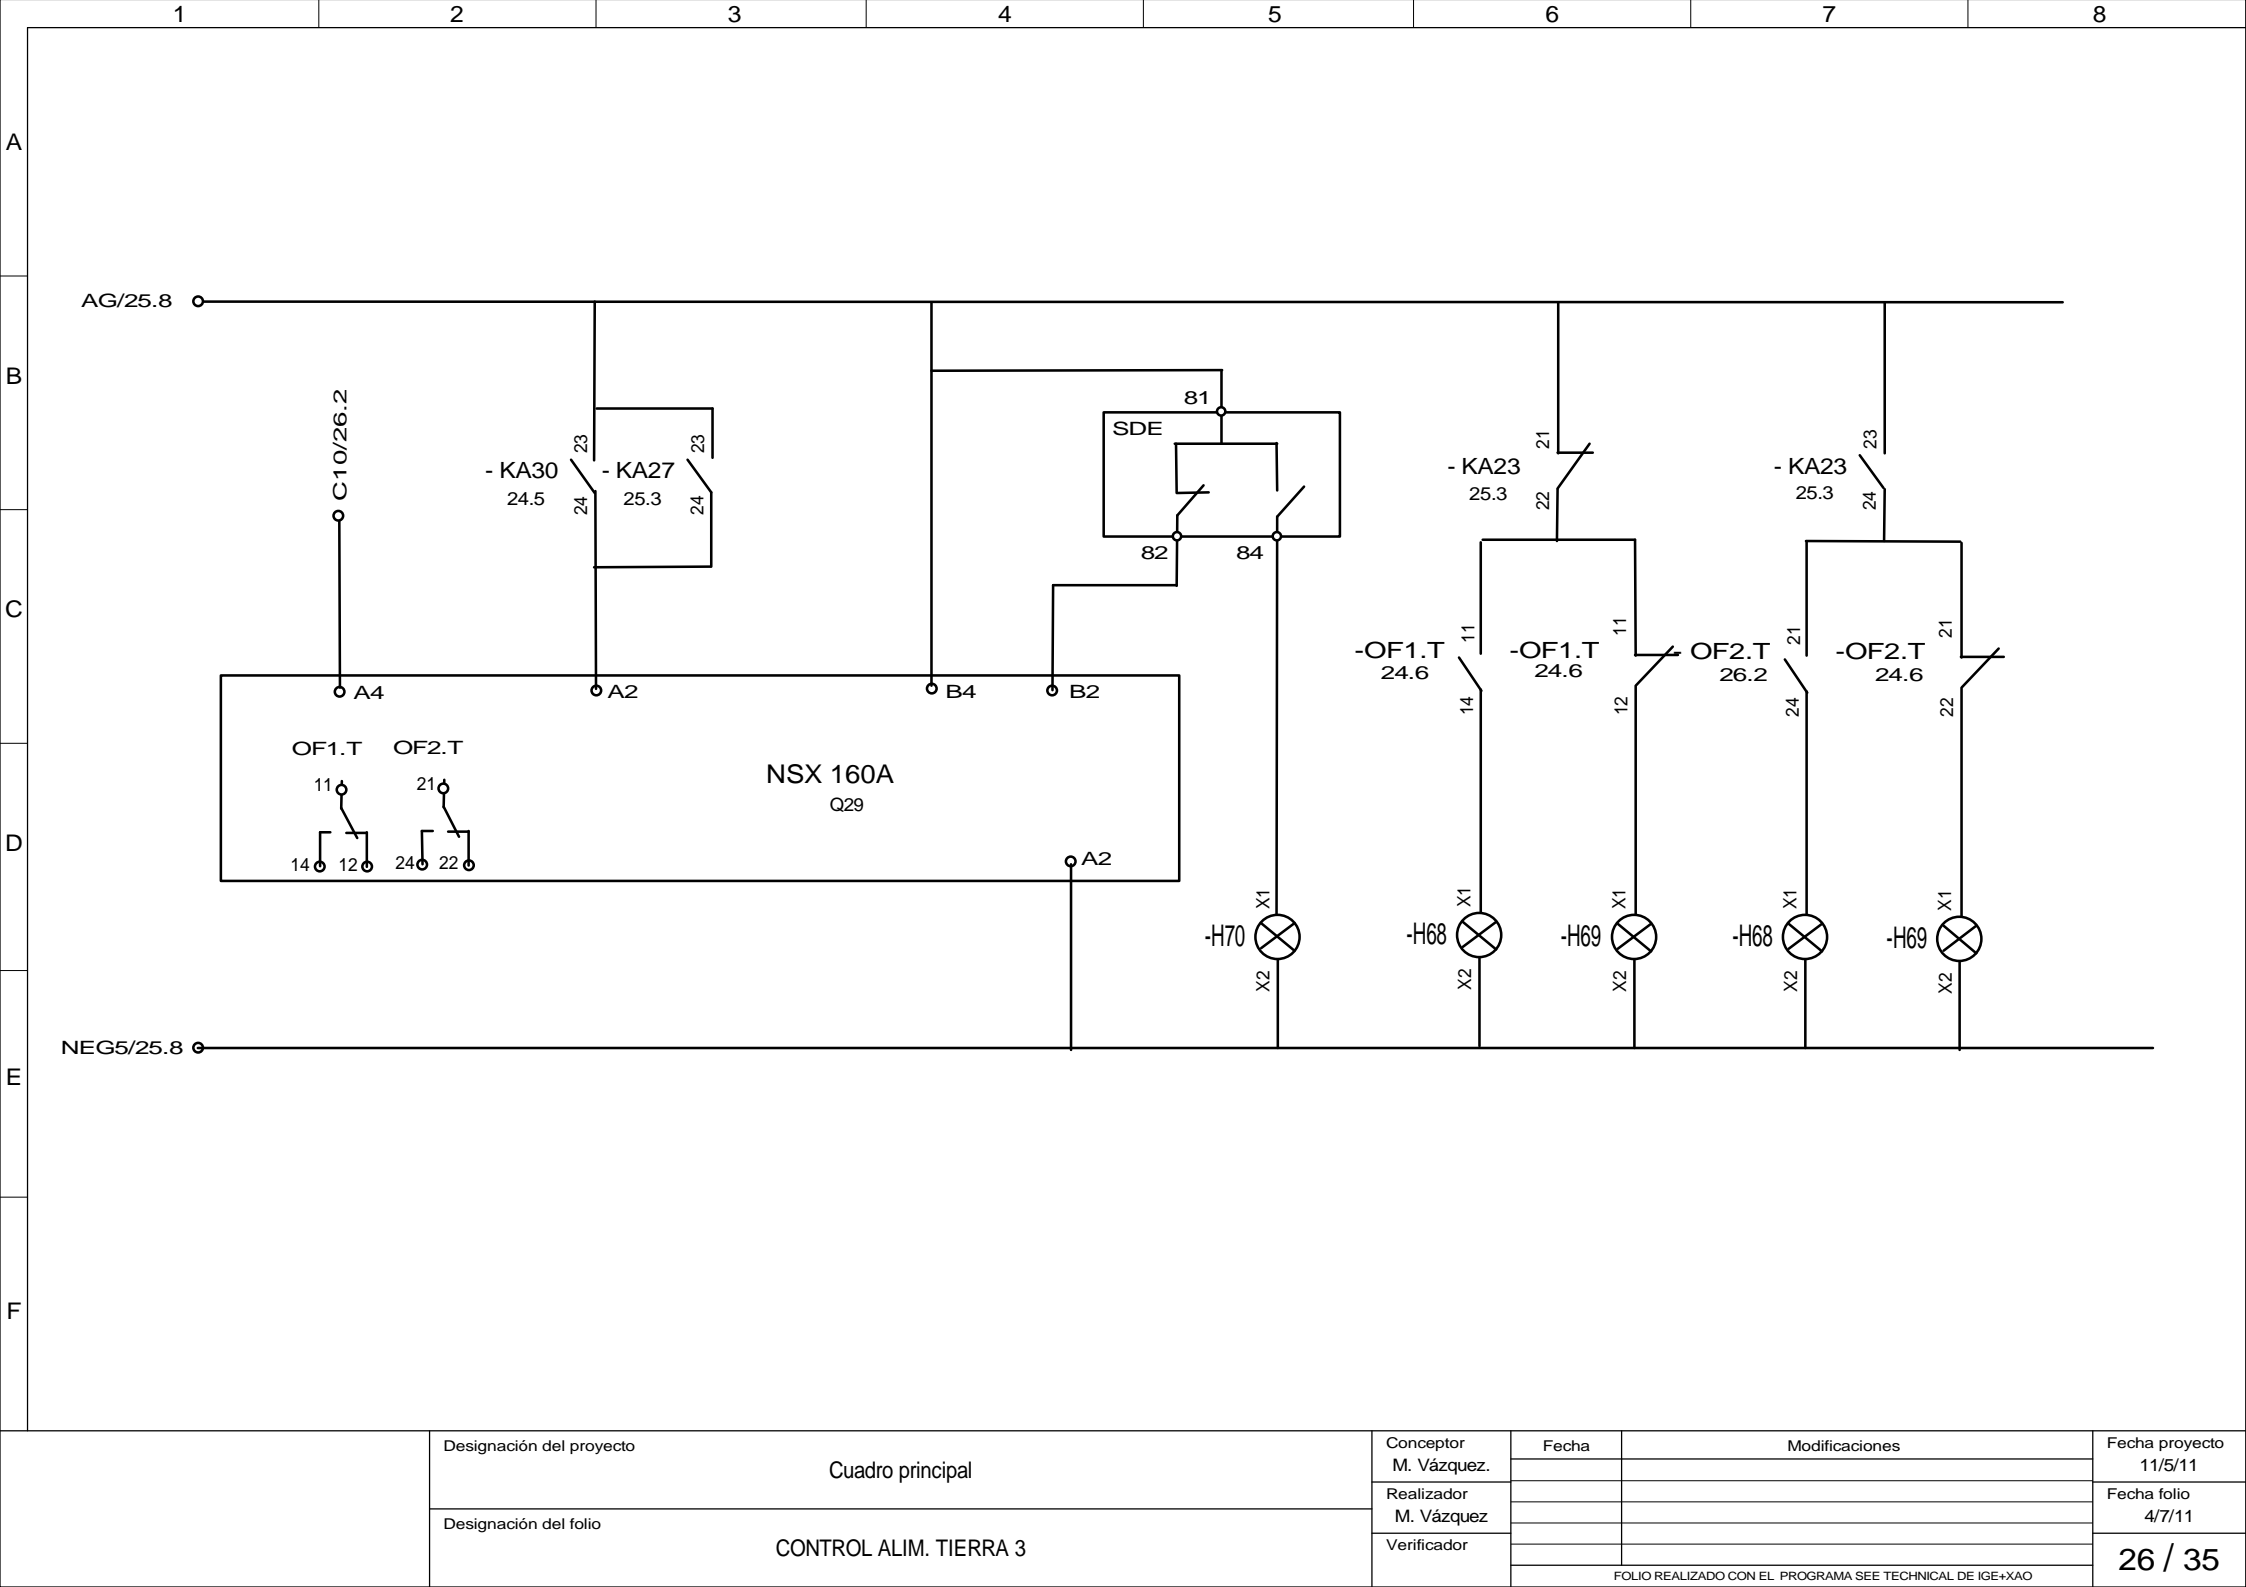 1 2 3 4 5 6 7 8
A
B
C
D
E
F
AG/25.8
C10/26.2
23
- KA30
24.5
24
23
- KA27
25.3
24
81
SDE
82 84
21
- KA23
25.3
22
23
- KA23
25.3
24
11
-OF1.T
24.6
14
11
-OF1.T
24.6
12
21
- OF2.T
26.2
24
21
-OF2.T
24.6
22
A4 A2 B4 B2
OF1.T OF2.T
11 21
NSX 160A
Q29
14 12 24 22
A2
X1 X1 X1 X1 X1
-H70 -H68 -H69 -H68 -H69
X2 X2 X2 X2 X2
NEG5/25.8
Designación del proyecto
Cuadro principal
Designación del folio
CONTROL ALIM. TIERRA 3
Conceptor
M. Vázquez.
Realizador
M. Vázquez
Verificador
Fecha Modificaciones
FOLIO REALIZADO CON EL PROGRAMA SEE TECHNICAL DE IGE+XAO
Fecha proyecto
11/5/11
Fecha folio
4/7/11
26 / 35